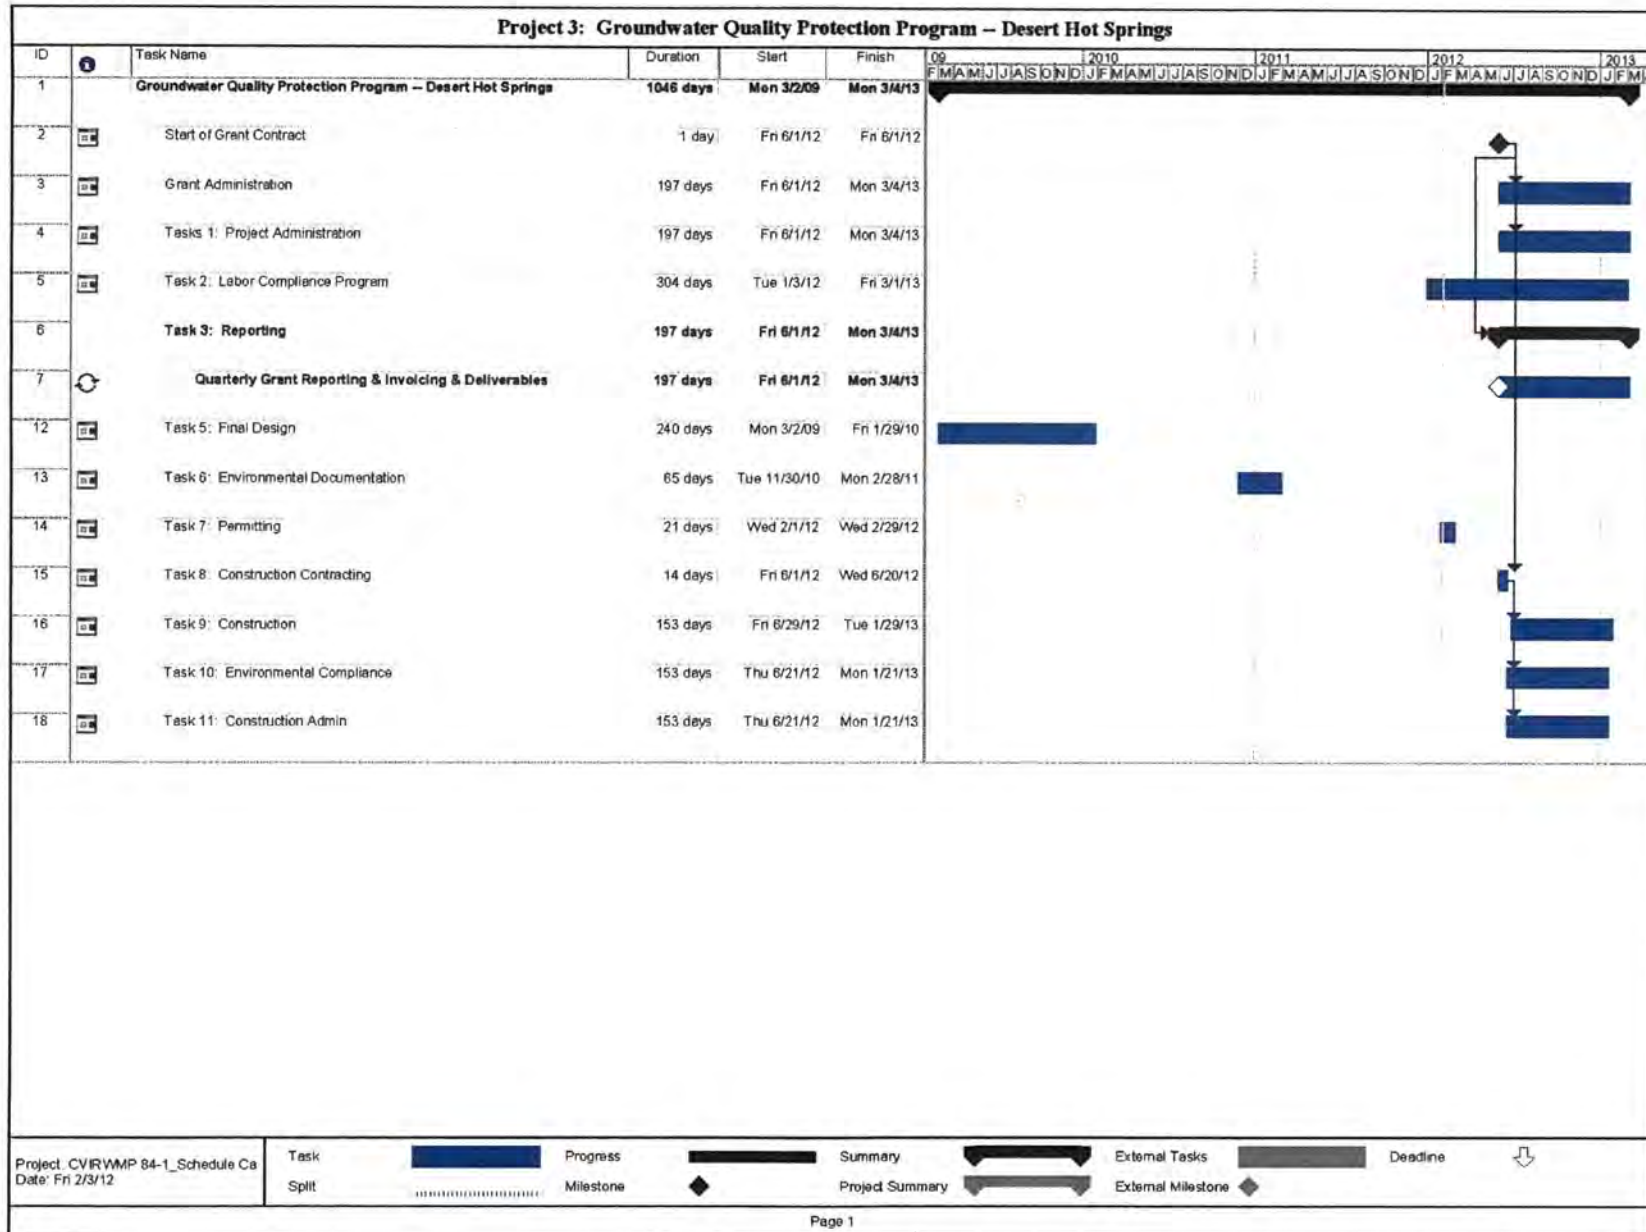 Project 3: Groundwater Quality Protection Program -- Desert Hot Springs
ID Task Name Duration Start Finish 09 2010 2011 2012 2013
F M A M J J A S O N D J F M A M J J A S O N D J F M A M J J A S O N D J F M A M J J A S O N D J F M
1 Groundwater Quality Protection Program -- Desert Hot Springs 1046 days Mon 3/2/09 Mon 3/4/13
2 Start of Grant Contract 1 day Fri 6/1/12 Fri 6/1/12
3 Grant Administration 197 days Fri 6/1/12 Mon 3/4/13
4 Tasks 1: Project Administration 197 days Fri 6/1/12 Mon 3/4/13
5 Task 2: Labor Compliance Program 304 days Tue 1/3/12 Fri 3/1/13
6 Task 3: Reporting 197 days Fri 6/1/12 Mon 3/4/13
7 Quarterly Grant Reporting & Invoicing & Deliverables 197 days Fri 6/1/12 Mon 3/4/13
12 Task 5: Final Design 240 days Mon 3/2/09 Fri 1/29/10
13 Task 6: Environmental Documentation 65 days Tue 11/30/10 Mon 2/28/11
14 Task 7: Permitting 21 days Wed 2/1/12 Wed 2/29/12
15 Task 8: Construction Contracting 14 days Fri 6/1/12 Wed 6/20/12
16 Task 9: Construction 153 days Fri 6/29/12 Tue 1/29/13
17 Task 10: Environmental Compliance 153 days Thu 6/21/12 Mon 1/21/13
18 Task 11: Construction Admin 153 days Thu 6/21/12 Mon 1/21/13
Project: CVIRWMP 84-1_Schedule Ca
Date: Fri 2/3/12
Task Progress Summary External Tasks Deadline
Split Milestone Project Summary External Milestone
Page 1